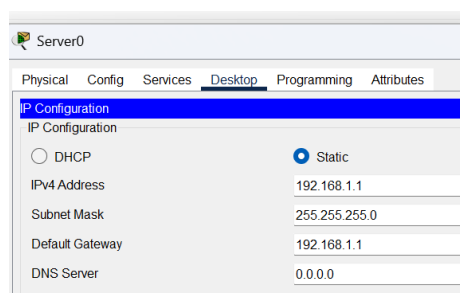 Server0
Physical Config Services Desktop Programming Attributes
IP Configuration
IP Configuration
DHCP Static
IPv4 Address 192.168.1.1
Subnet Mask 255.255.255.0
Default Gateway 192.168.1.1
DNS Server 0.0.0.0